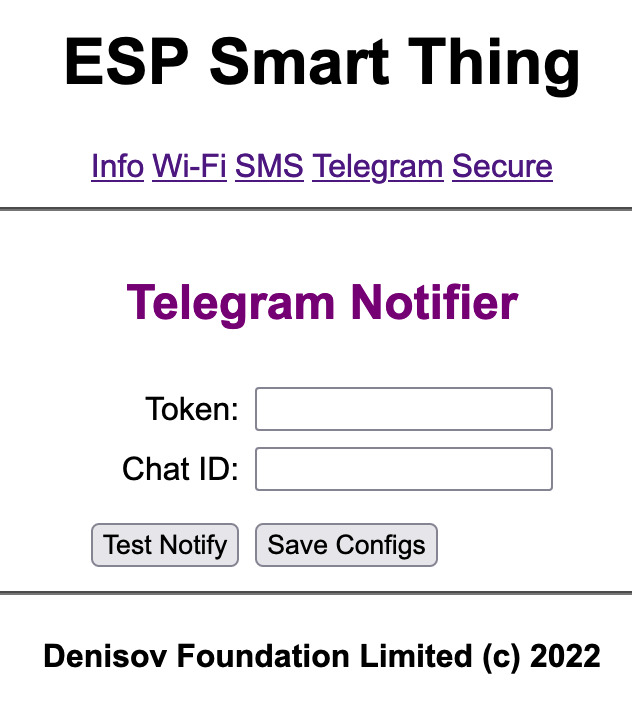 ESP Smart Thing
Info Wi-Fi SMS Telegram Secure
Telegram Notifier
Token:
Chat ID:
Test Notify Save Configs
Denisov Foundation Limited (c) 2022